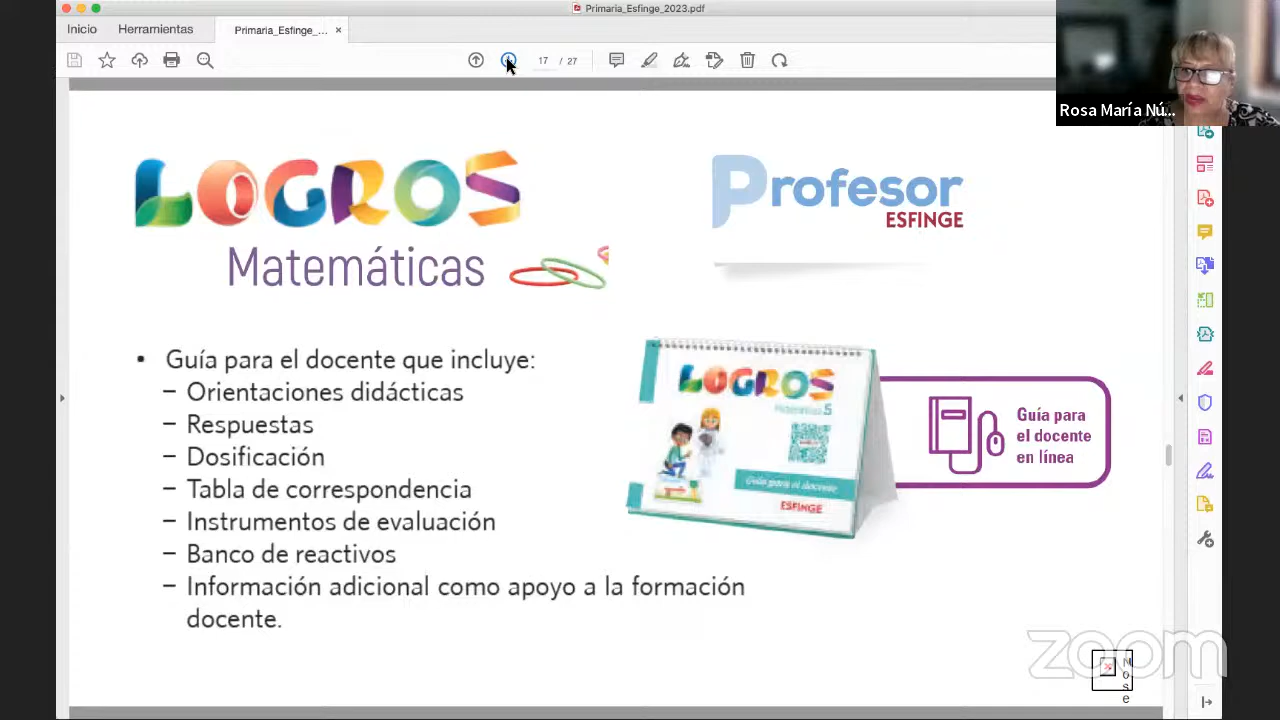 Primaria_Esfinge_2023.pdf
Inicio
Herramientas
Primaria_Esfinge_...
17 / 27
Rosa María Nú...
LOGROS
Matemáticas
Profesor
ESFINGE
• Guía para el docente que incluye:
– Orientaciones didácticas
– Respuestas
– Dosificación
– Tabla de correspondencia
– Instrumentos de evaluación
– Banco de reactivos
– Información adicional como apoyo a la formación
docente.
LOGROS
Matemáticas 5
Guía para el docente
ESFINGE
Guía para
el docente
en línea
zoom
N
o
s
e